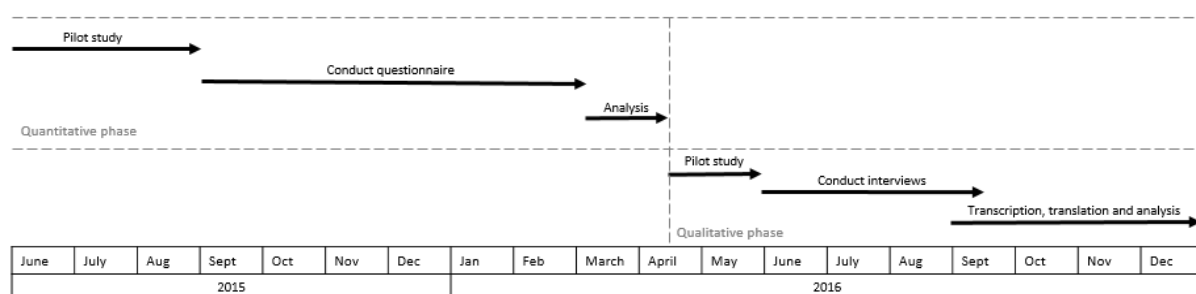 Pilot study
Conduct questionnaire
Analysis
Quantitative phase
Pilot study
Conduct interviews
Transcription, translation and analysis
Qualitative phase
June July Aug Sept Oct Nov Dec Jan Feb March April May June July Aug Sept Oct Nov Dec
2015 2016